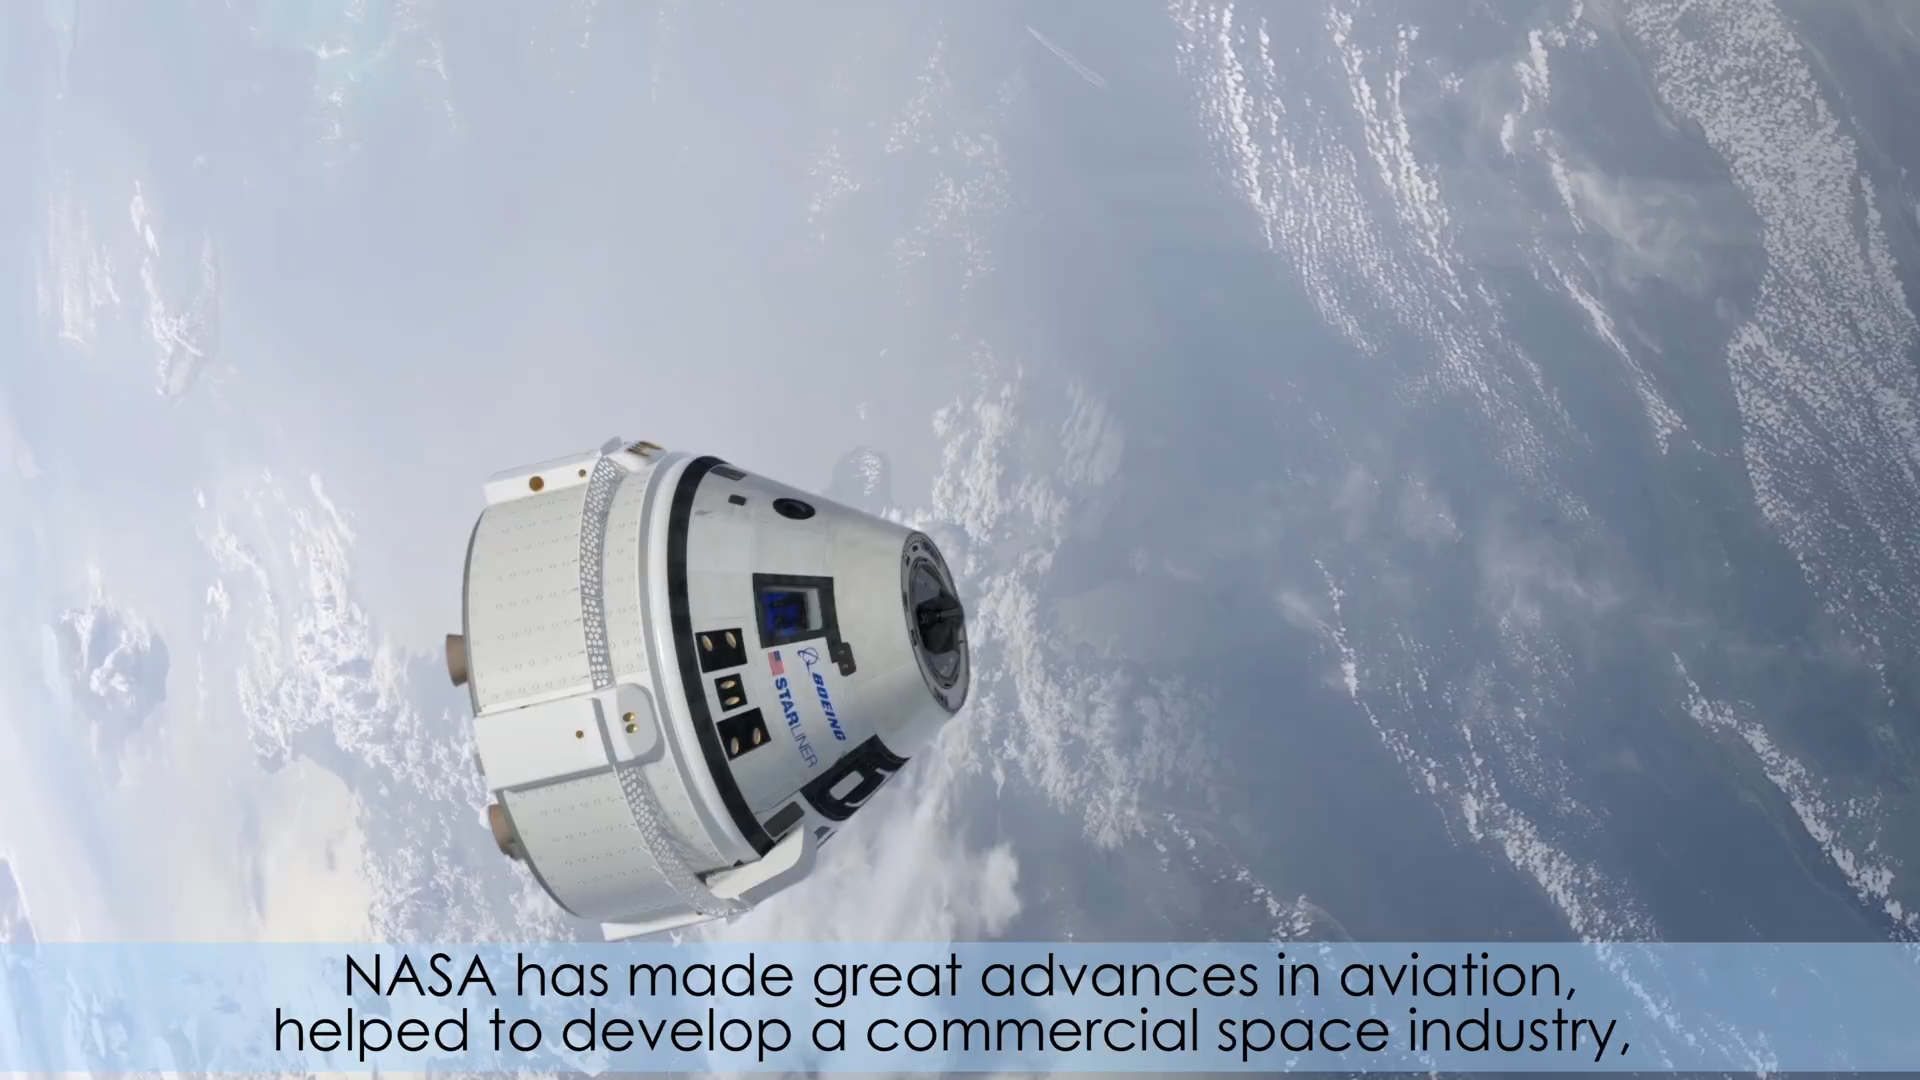 BOEING
STARLINER
NASA has made great advances in aviation,
helped to develop a commercial space industry,